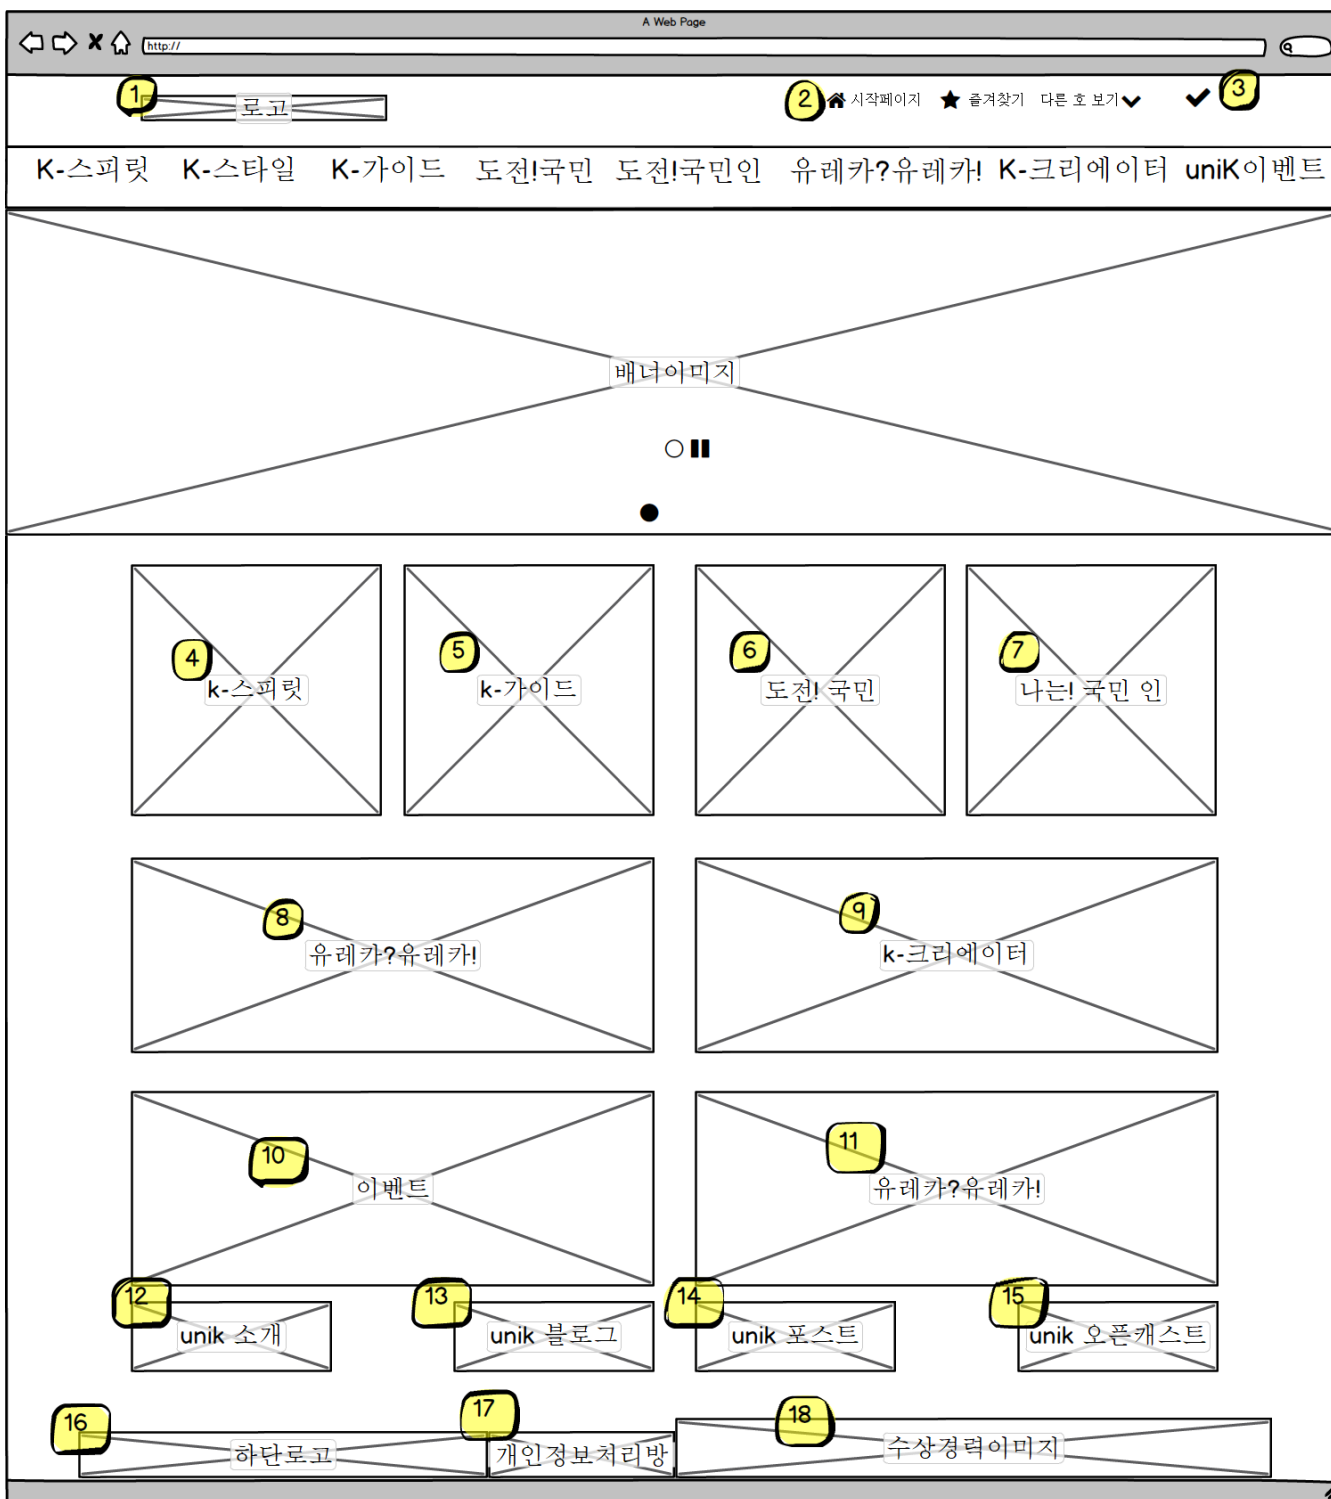 A Web Page
http://
1 로고 2 시작페이지 즐겨찾기 다른 호 보기 3
K-스피릿 K-스타일 K-가이드 도전!국민 도전!국민인 유레카?유레카! K-크리에이터 uniK이벤트
배너이미지
4 5 6 7
k-스피릿 k-가이드 도전! 국민 나는! 국민 인
8 9
유레카?유레카! k-크리에이터
10 11
이벤트 유레카?유레카!
12 13 14 15
unik 소개 unik 블로그 unik 포스트 unik 오픈캐스트
16 17 18
하단로고 개인정보처리방 수상경력이미지